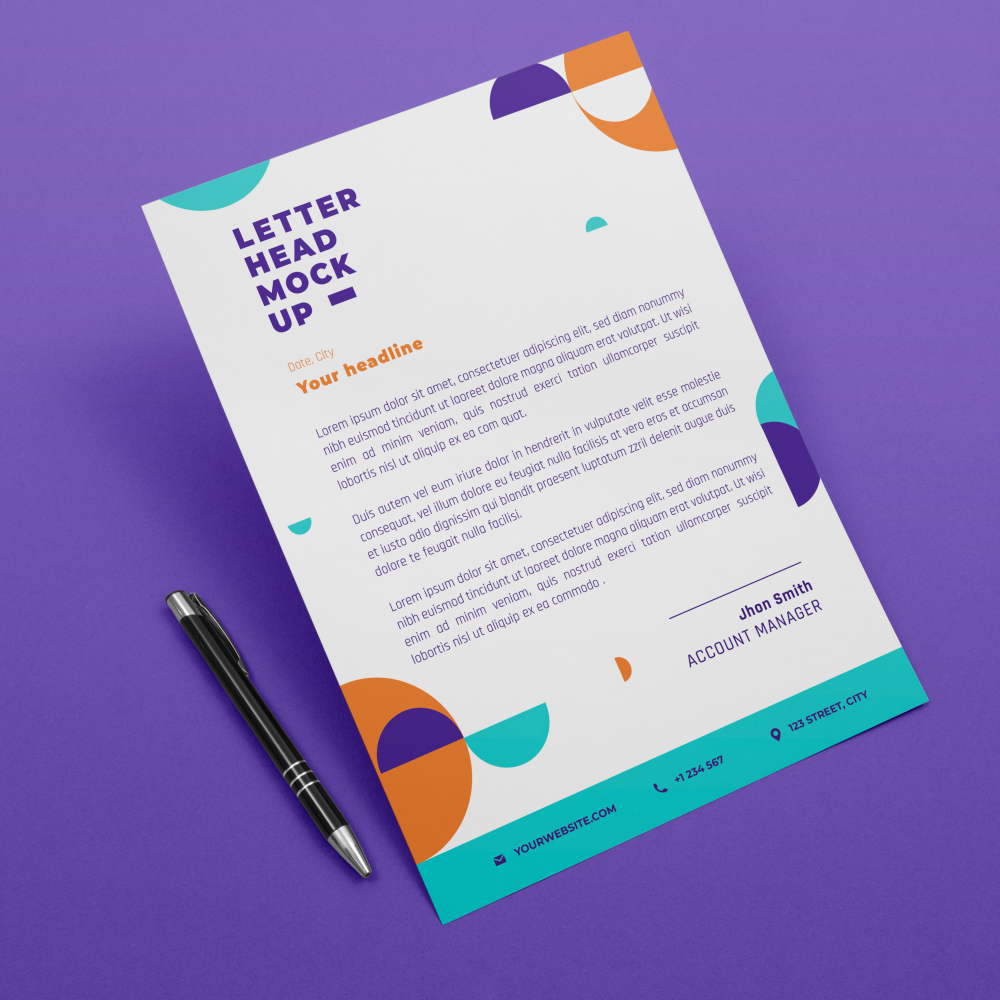 LETTER
HEAD
MOCK
UP
Date, City
Your headline
Lorem ipsum dolor sit amet, consectetuer adipiscing elit, sed diam nonummy
nibh euismod tincidunt ut laoreet dolore magna aliquam erat volutpat. Ut wisi
enim ad minim veniam, quis nostrud exerci tation ullamcorper suscipit
lobortis nisl ut aliquip ex ea com quat.
Duis autem vel eum iriure dolor in hendrerit in vulputate velit esse molestie
consequat, vel illum dolore eu feugiat nulla facilisis at vero eros et accumsan
et iusto odio dignissim qui blandit praesent luptatum zzril delenit augue duis
dolore te feugait nulla facilisi.
Lorem ipsum dolor sit amet, consectetuer adipiscing elit, sed diam nonummy
nibh euismod tincidunt ut laoreet dolore magna aliquam erat volutpat. Ut wisi
enim ad minim veniam, quis nostrud exerci tation ullamcorper suscipit
lobortis nisl ut aliquip ex ea commodo .
Jhon Smith
ACCOUNT MANAGER
YOURWEBSITE.COM
+1 234 567
123 STREET, CITY